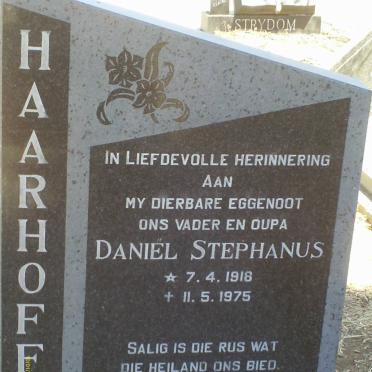 STRYDOM
HAARHOFF
IN LIEFDEVOLLE HERINNERING
AAN
MY DIERBARE EGGENOOT
ONS VADER EN OUPA
DANIËL STEPHANUS
★ 7. 4. 1918
✝ 11. 5. 1975
SALIG IS DIE RUS WAT
DIE HEILAND ONS BIED.